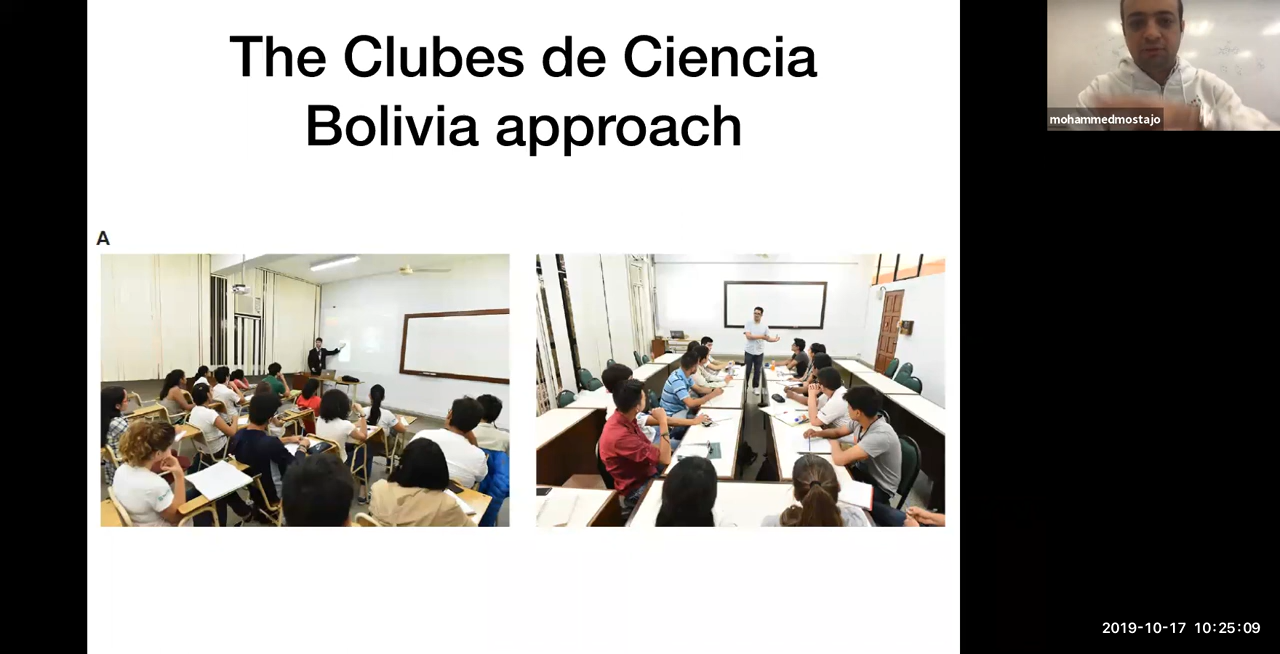 The Clubes de Ciencia
Bolivia approach
A
mohammedmostajo
2019-10-17 10:25:09